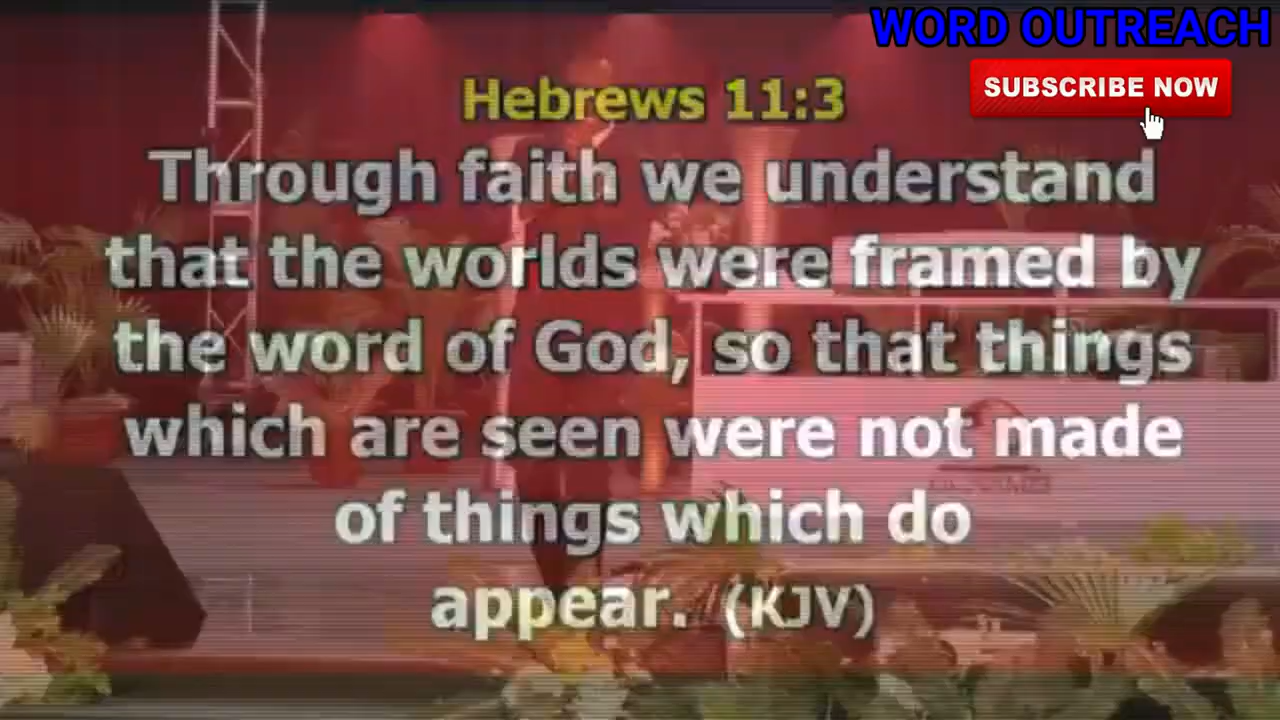 WORD OUTREACH
SUBSCRIBE NOW
Hebrews 11:3
Through faith we understand
that the worlds were framed by
the word of God, so that things
which are seen were not made
of things which do
appear. (KJV)